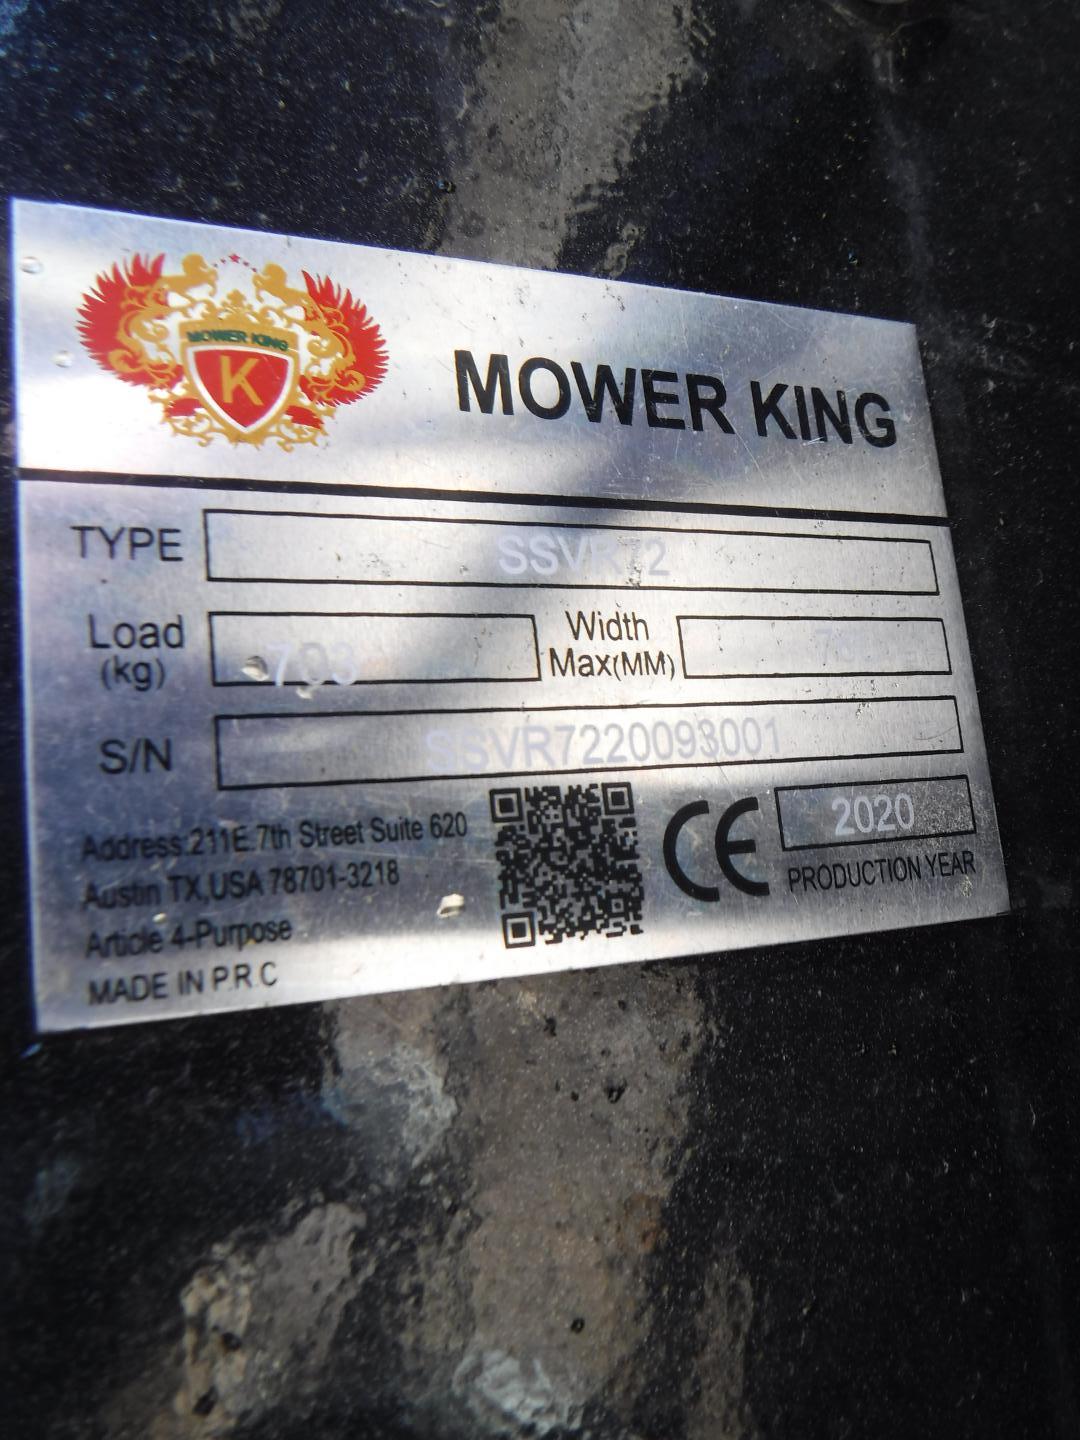 MOWER KING
K
MOWER KING
TYPE SSVR72
Load (kg) 703 Width Max(MM)
S/N SSVR7220093001
Address:211E.7th Street Suite 620
Austin TX,USA 78701-3218
Article 4-Purpose
MADE IN P.R.C
CE
2020
PRODUCTION YEAR